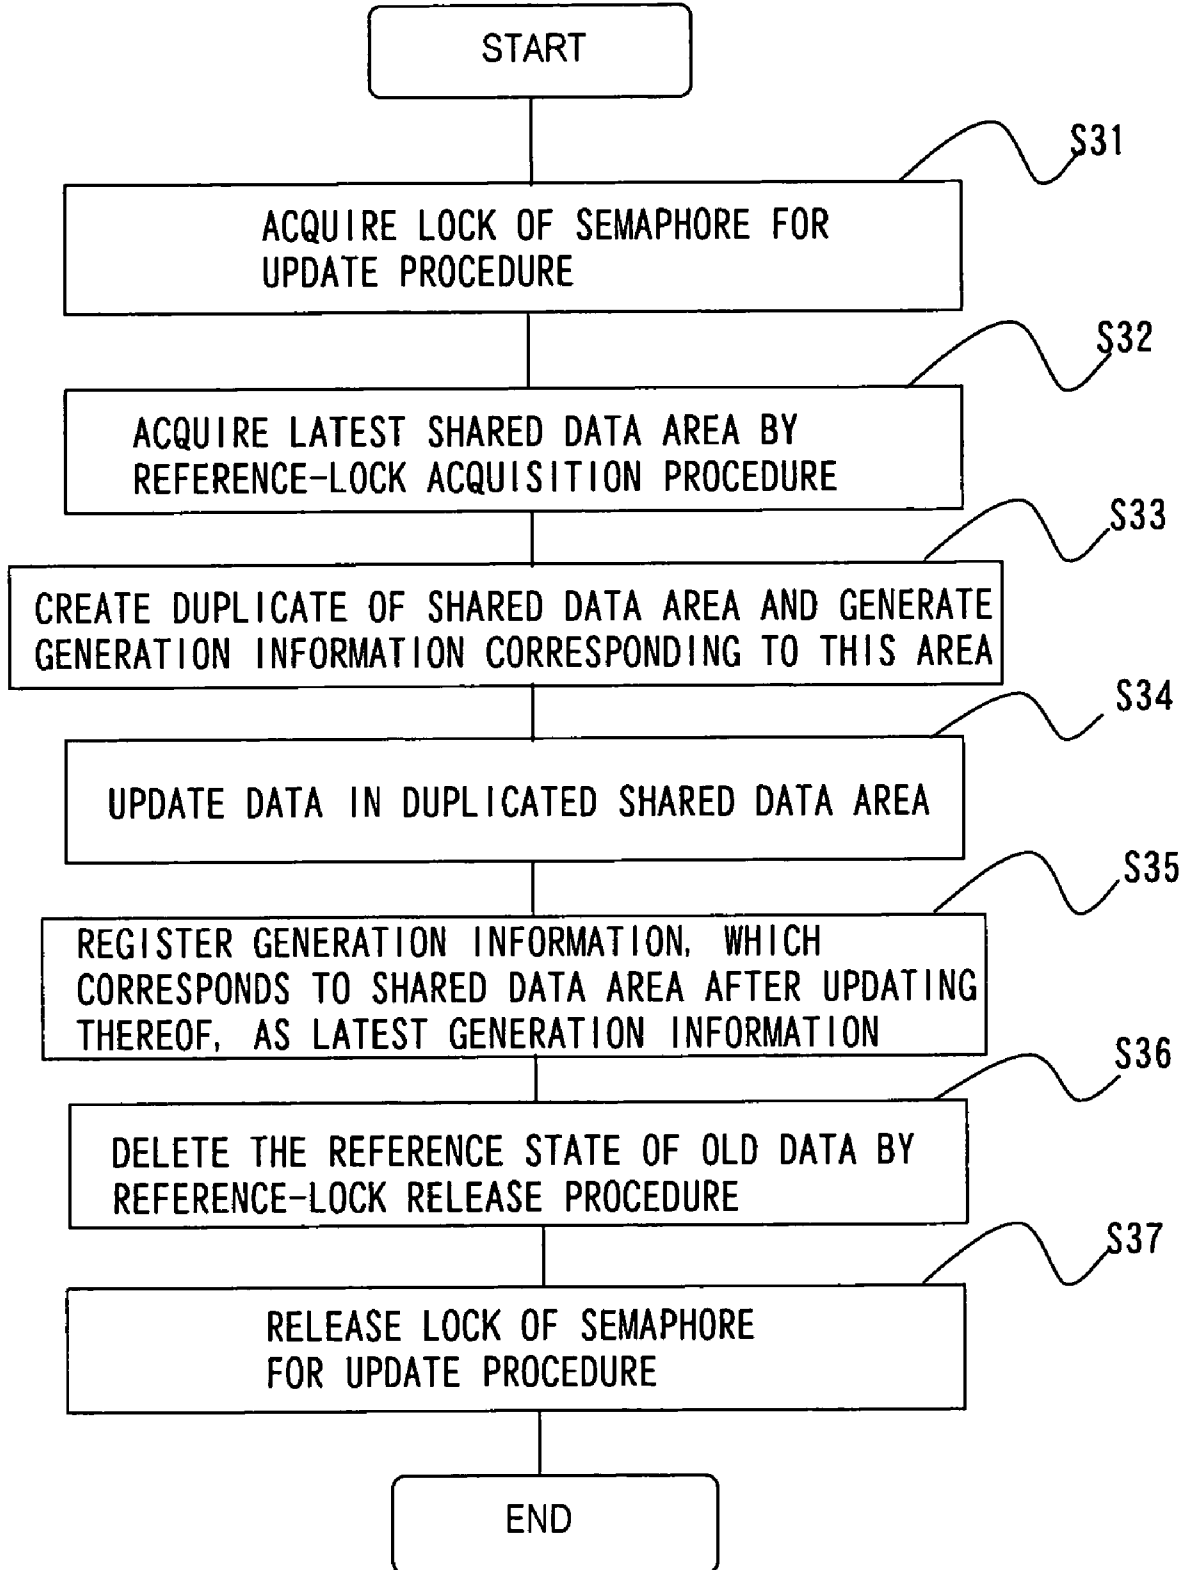 START
S31
ACQUIRE LOCK OF SEMAPHORE FOR
UPDATE PROCEDURE
S32
ACQUIRE LATEST SHARED DATA AREA BY
REFERENCE-LOCK ACQUISITION PROCEDURE
S33
CREATE DUPLICATE OF SHARED DATA AREA AND GENERATE
GENERATION INFORMATION CORRESPONDING TO THIS AREA
S34
UPDATE DATA IN DUPLICATED SHARED DATA AREA
S35
REGISTER GENERATION INFORMATION, WHICH
CORRESPONDS TO SHARED DATA AREA AFTER UPDATING
THEREOF, AS LATEST GENERATION INFORMATION
S36
DELETE THE REFERENCE STATE OF OLD DATA BY
REFERENCE-LOCK RELEASE PROCEDURE
S37
RELEASE LOCK OF SEMAPHORE
FOR UPDATE PROCEDURE
END